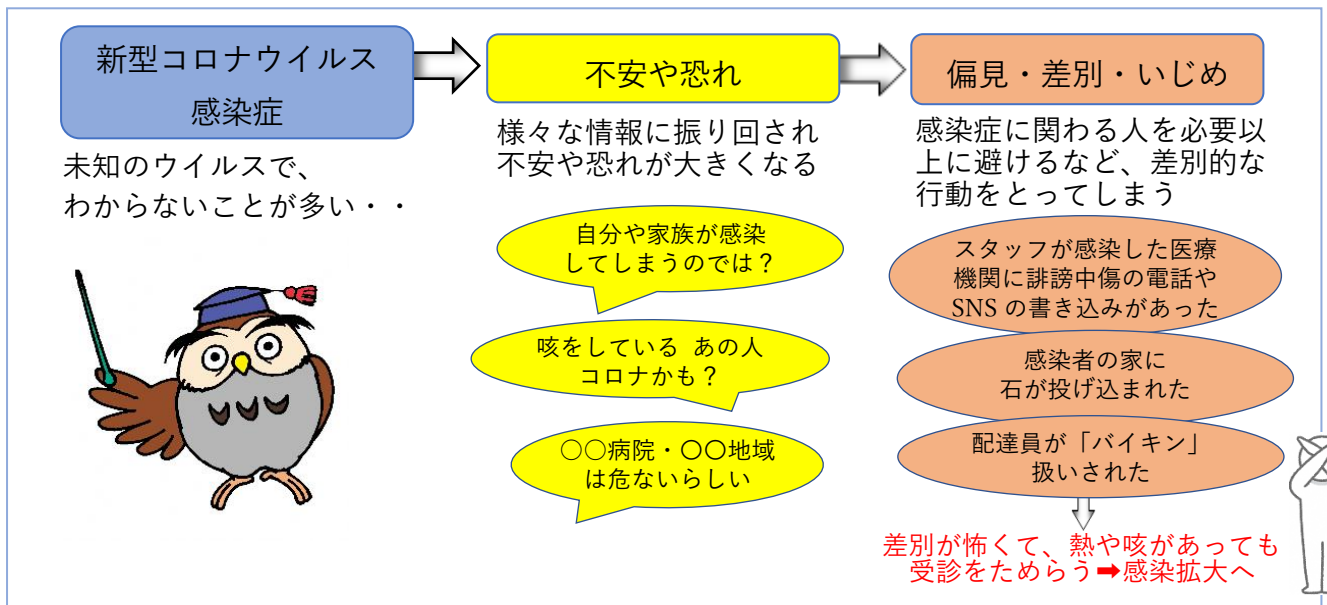 新型コロナウイルス
感染症
未知のウイルスで、
わからないことが多い・・
不安や恐れ
様々な情報に振り回され
不安や恐れが大きくなる
自分や家族が感染
してしまうのでは？
咳をしている あの人
コロナかも？
○○病院・〇〇地域
は危ないらしい
偏見・差別・いじめ
感染症に関わる人を必要以
上に避けるなど、差別的な
行動をとってしまう
スタッフが感染した医療
機関に誹謗中傷の電話や
SNS の書き込みがあった
感染者の家に
石が投げ込まれた
配達員が「バイキン」
扱いされた
差別が怖くて、熱や咳があっても
受診をためらう➡感染拡大へ